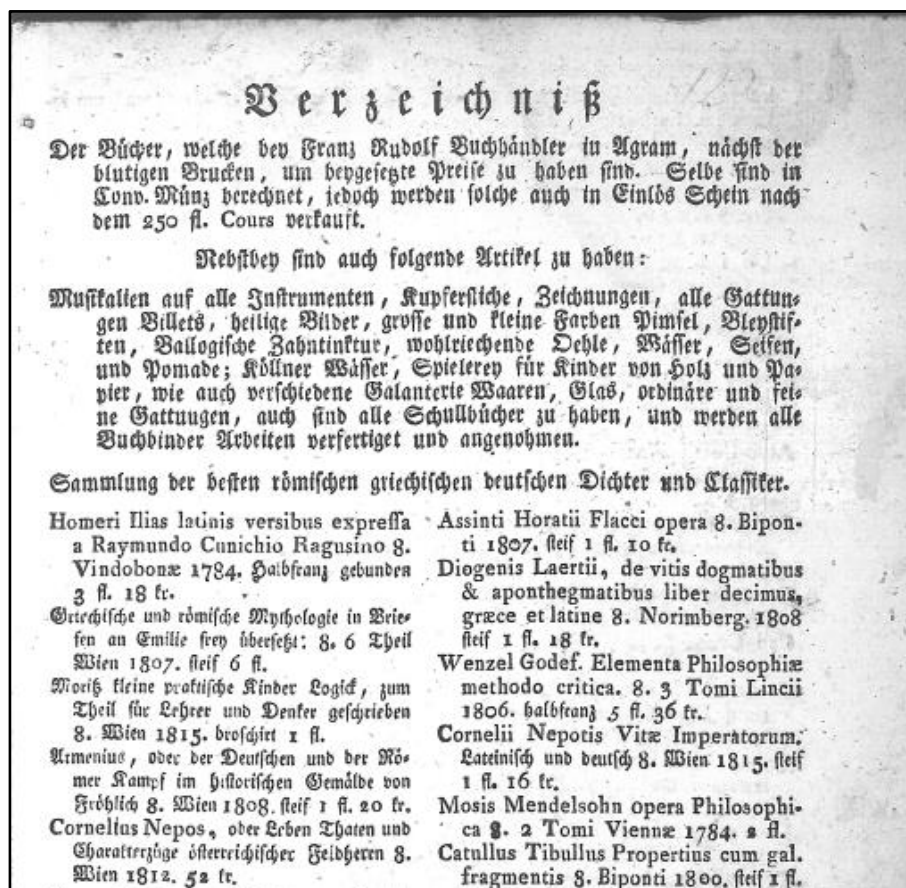 Verzeichniß
Der Bücher, welche bey Franz Rudolf Buchhändler in Agram, nächst der
blutigen Brucken, um beygesetzte Preise zu haben sind. Selbe sind in
Conv. Münz berechnet, jedoch werden solche auch in Einlös Schein nach
dem 250 fl. Cours verkauft.
Nebstbey sind auch folgende Artikel zu haben:
Musikalien auf alle Instrumenten, Kupferstiche, Zeichnungen, alle Gattun-
gen Billets, heilige Bilder, grosse und kleine Farben Pimsel, Bleystif-
ten, Ballogische Zahntinktur, wohlriechende Oehle, Wässer, Seifen,
und Pomade; Köllner Wässer, Spielerey für Kinder von Holz und Pa-
pier, wie auch verschiedene Galanterie Waaren, Glas, ordinäre und fei-
ne Gattuugen, auch sind alle Schullbücher zu haben, und werden alle
Buchbinder Arbeiten verfertiget und angenohmen.
Sammlung der besten römischen griechischen deutschen Dichter und Classiker.
Homeri Ilias latinis versibus expressa
a Raymundo Cunichio Ragusino 8.
Vindobonæ 1784. Halbfranz gebunden
3 fl. 18 kr.
Griechische und römische Mythologie in Brie-
fen an Emilie frey übersetzt: 8. 6 Theil
Wien 1807. steif 6 fl.
Moritz kleine praktische Kinder Logick, zum
Theil für Lehrer und Denker geschrieben
8. Wien 1815. broschirt 1 fl.
Armenius, oder der Deutschen und der Rö-
mer Kampf im historischen Gemälde von
Fröhlich 8. Wien 1808. steif 1 fl. 20 kr.
Cornelius Nepos, oder Leben Thaten und
Charakterzüge österreichischer Feldherren 8.
Wien 1812. 52 kr.
Assinti Horatii Flacci opera 8. Bipon-
ti 1807. steif 1 fl. 10 kr.
Diogenis Laertii, de vitis dogmatibus
& aponthegmatibus liber decimus,
græce et latine 8. Norimberg. 1808
steif 1 fl. 18 kr.
Wenzel Godef. Elementa Philosophiæ
methodo critica. 8. 3 Tomi Lincii
1806. halbfranz 5 fl. 36 kr.
Cornelii Nepotis Vitæ Imperatorum.
Lateinisch und deutsch 8. Wien 1815. steif
1 fl. 16 kr.
Mosis Mendelsohn opera Philosophi-
ca 8. 2 Tomi Viennæ 1784. 2 fl.
Catullus Tibullus Propertius cum gal.
fragmentis 8. Biponti 1800. steif 1 fl.